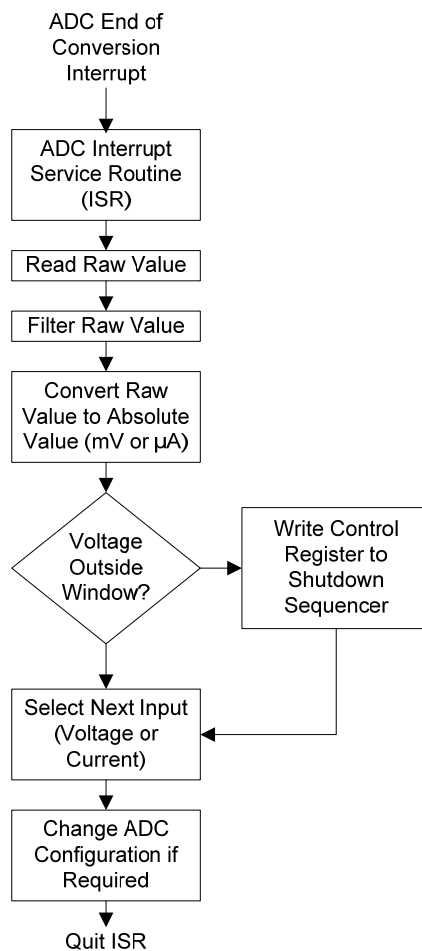 ADC End of
Conversion
Interrupt
ADC Interrupt
Service Routine
(ISR)
Read Raw Value
Filter Raw Value
Convert Raw
Value to Absolute
Value (mV or µA)
Voltage
Outside
Window?
Write Control
Register to
Shutdown
Sequencer
Select Next Input
(Voltage or
Current)
Change ADC
Configuration if
Required
Quit ISR